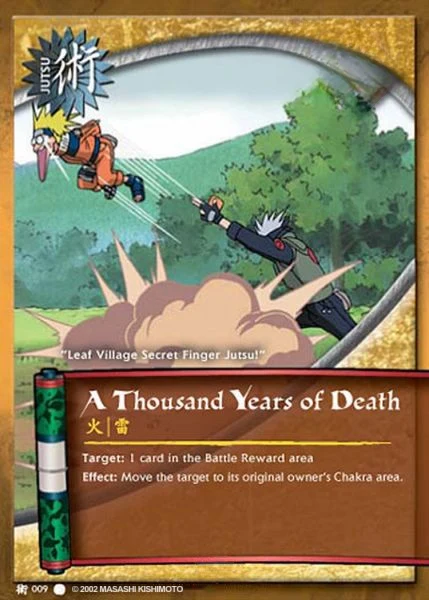 JUTSU
術
"Leaf Village Secret Finger Jutsu!"
A Thousand Years of Death
火|雷
Target: 1 card in the Battle Reward area
Effect: Move the target to its original owner's Chakra area.
術 009 © 2002 MASASHI KISHIMOTO